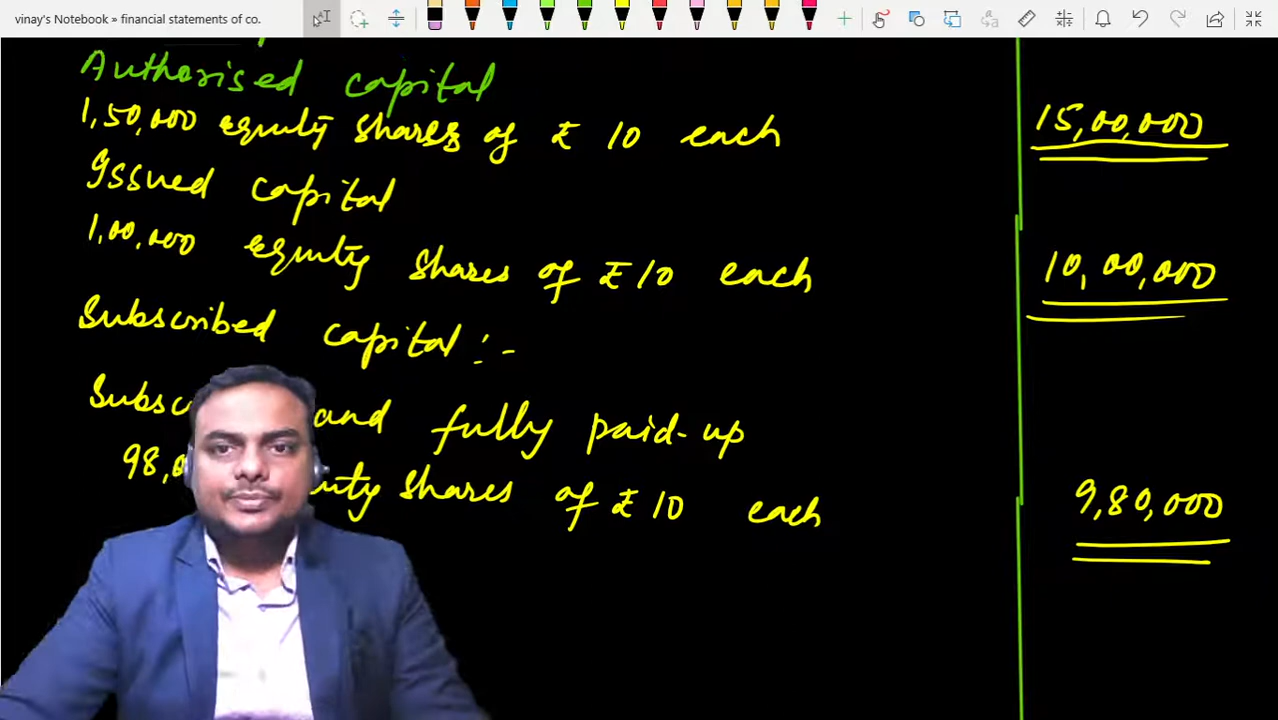 vinay's Notebook » financial statements of co.
Authorised capital
1,50,000 equity shares of ₹ 10 each 15,00,000
Issued capital
1,00,000 equity shares of ₹ 10 each 10,00,000
Subscribed capital :-
and fully paid-up
98, shares of ₹ 10 each 9,80,000